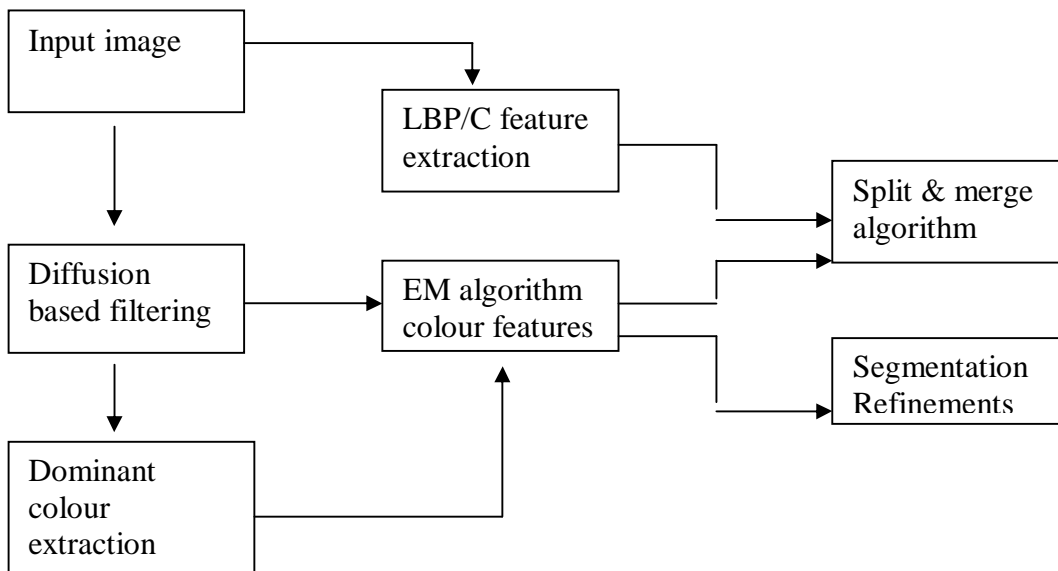 Input image
LBP/C feature
extraction
Split & merge
algorithm
Diffusion
based filtering
EM algorithm
colour features
Segmentation
Refinements
Dominant
colour
extraction